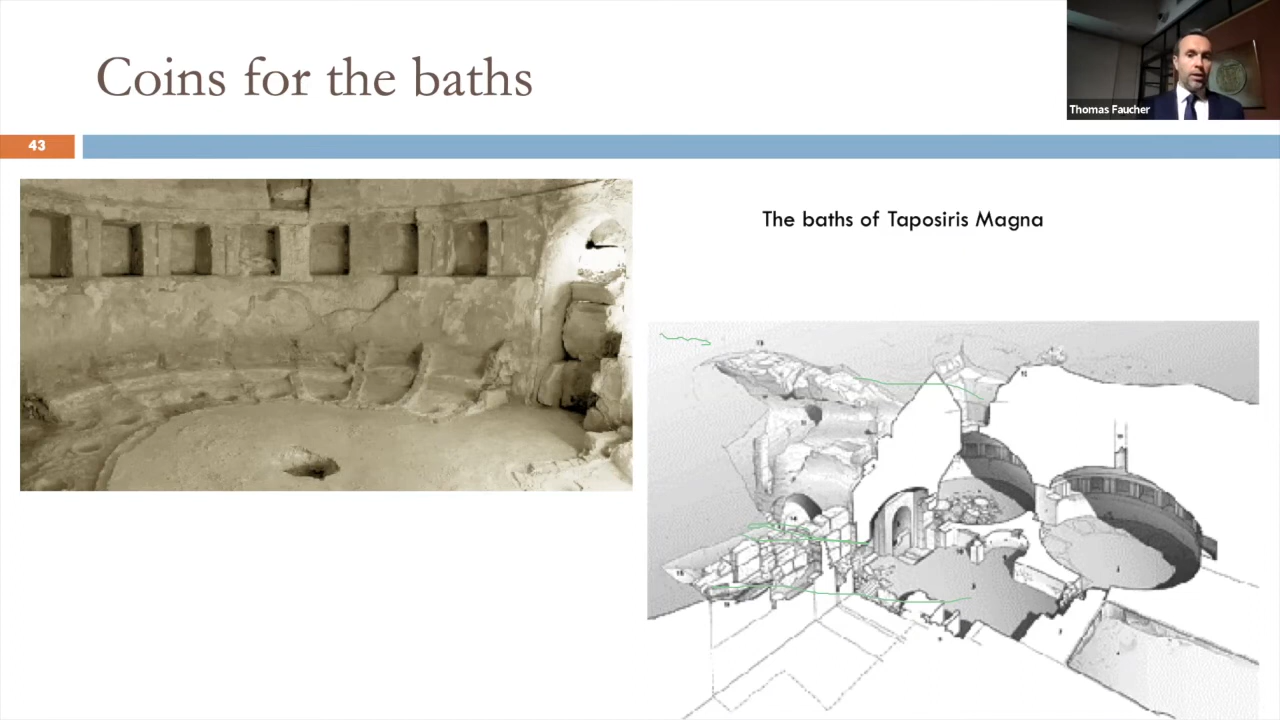 Coins for the baths
Thomas Faucher
43
The baths of Taposiris Magna